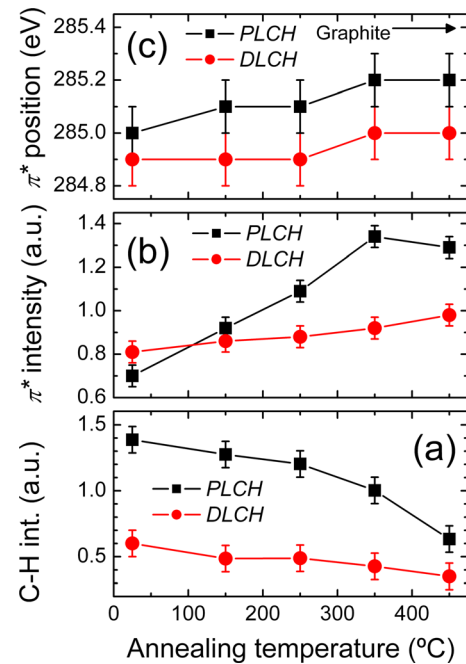 285.4
285.2
285.0
284.8
π* position (eV)
(c)
PLCH
DLCH
Graphite
1.4
1.2
1.0
0.8
0.6
π* intensity (a.u.)
(b)
PLCH
DLCH
1.5
1.0
0.5
C-H int. (a.u.)
(a)
PLCH
DLCH
0 100 200 300 400
Annealing temperature (ºC)